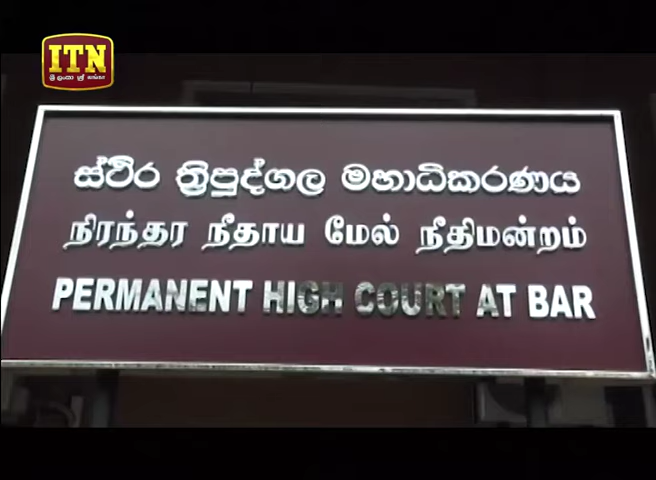 ITN
ස්ථිර ත්‍රිපුද්ගල මහාධිකරණය
நிரந்தர நீதாய மேல் நீதிமன்றம்
PERMANENT HIGH COURT AT BAR